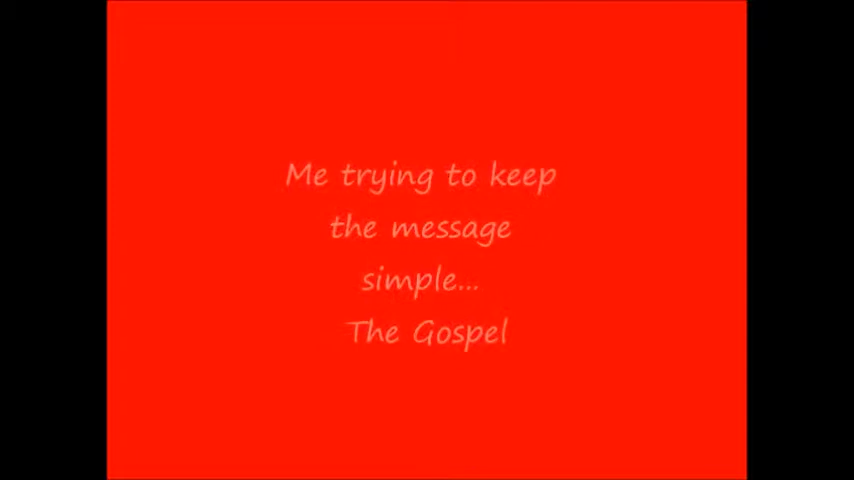 Me trying to keep
the message
simple...
The Gospel